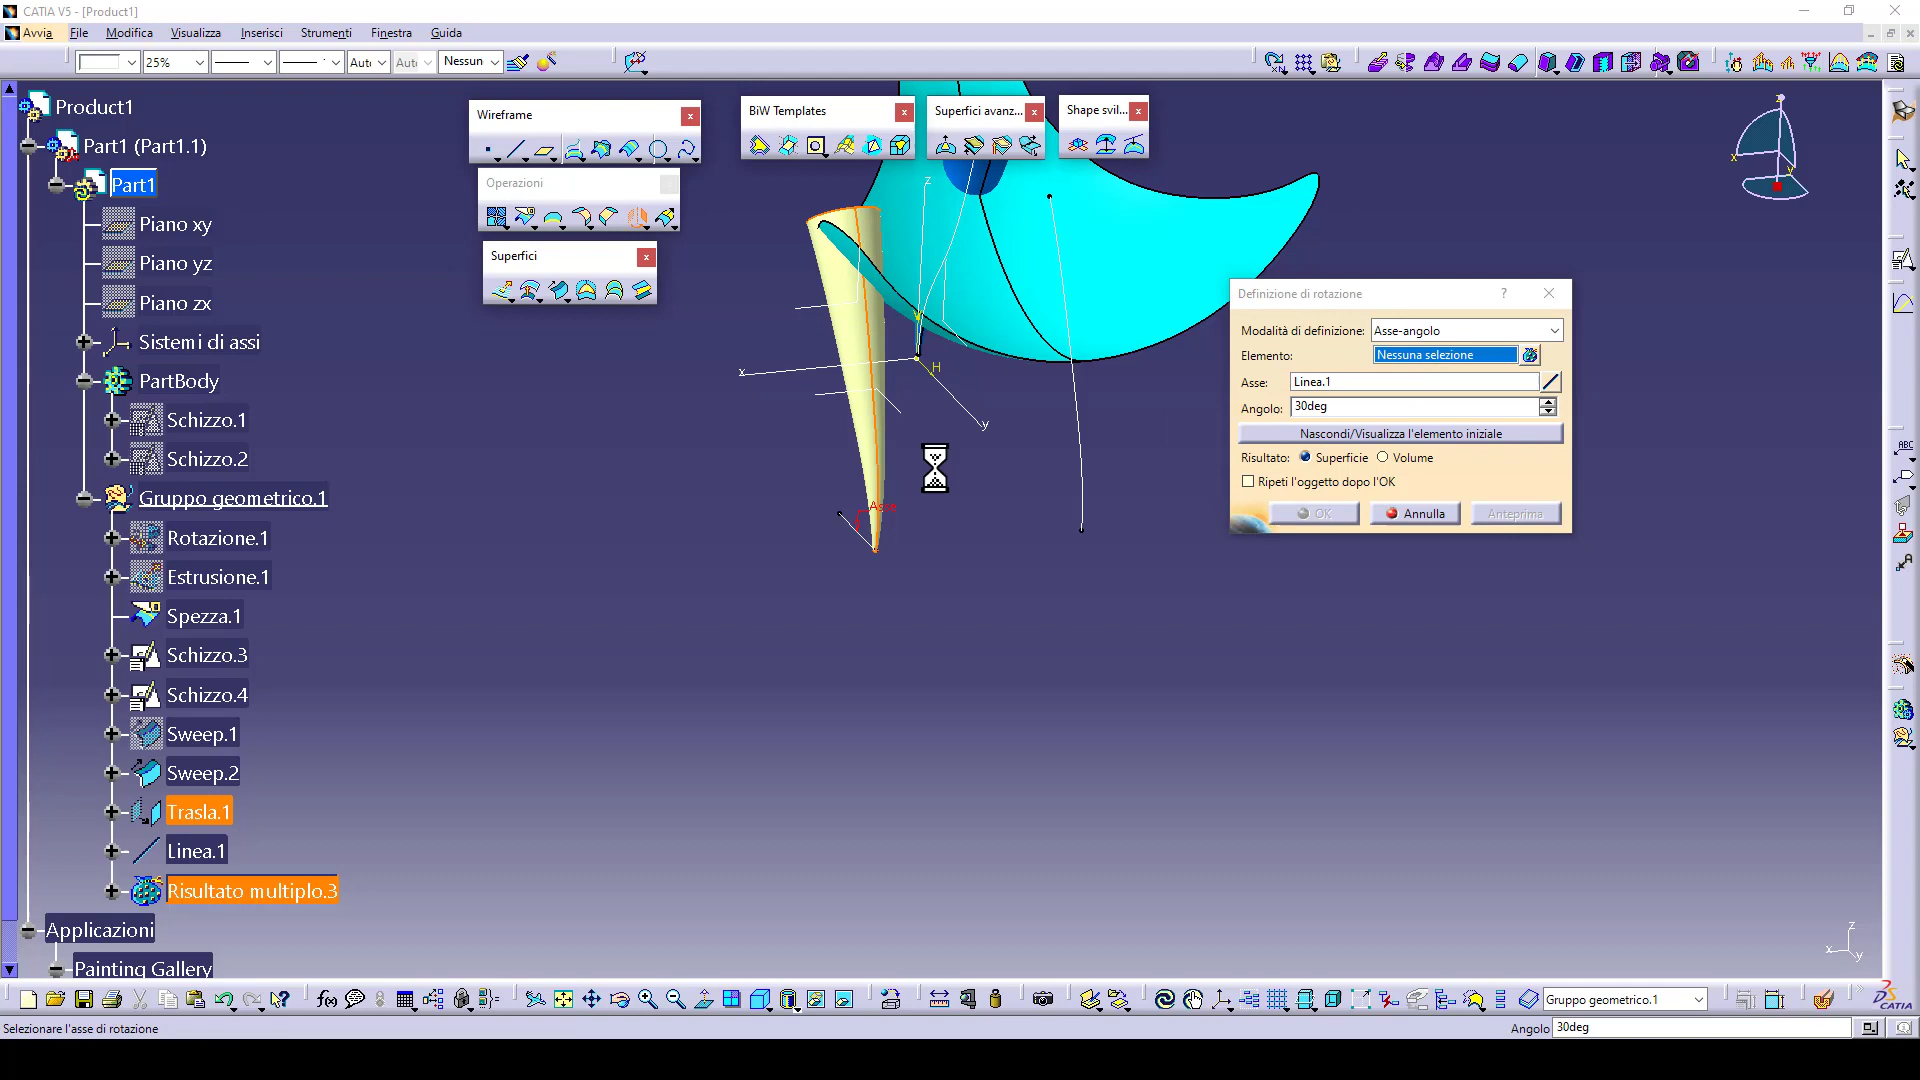 CATIA V5 - [Product1]
Avvia File Modifica Visualizza Inserisci Strumenti Finestra Guida
25% Aut Aut Nessun
Product1
Part1 (Part1.1)
Part1
Piano xy
Piano yz
Piano zx
Sistemi di assi
PartBody
Schizzo.1
Schizzo.2
Gruppo geometrico.1
Rotazione.1
Estrusione.1
Spezza.1
Schizzo.3
Schizzo.4
Sweep.1
Sweep.2
Trasla.1
Linea.1
Risultato multiplo.3
Applicazioni
Painting Gallery
Wireframe
Operazioni
Superfici
BiW Templates
Superfici avanz...
Shape svil...
z
x
y
H
Asse
z
x
y
Definizione di rotazione ?
Modalità di definizione: Asse-angolo
Elemento: Nessuna selezione
Asse: Linea.1
Angolo: 30deg
Nascondi/Visualizza l'elemento iniziale
Risultato: Superficie Volume
Ripeti l'oggetto dopo l'OK
OK Annulla Anteprima
ABC
z
x
y
f(x)
Gruppo geometrico.1
CATIA
Selezionare l'asse di rotazione
Angolo 30deg